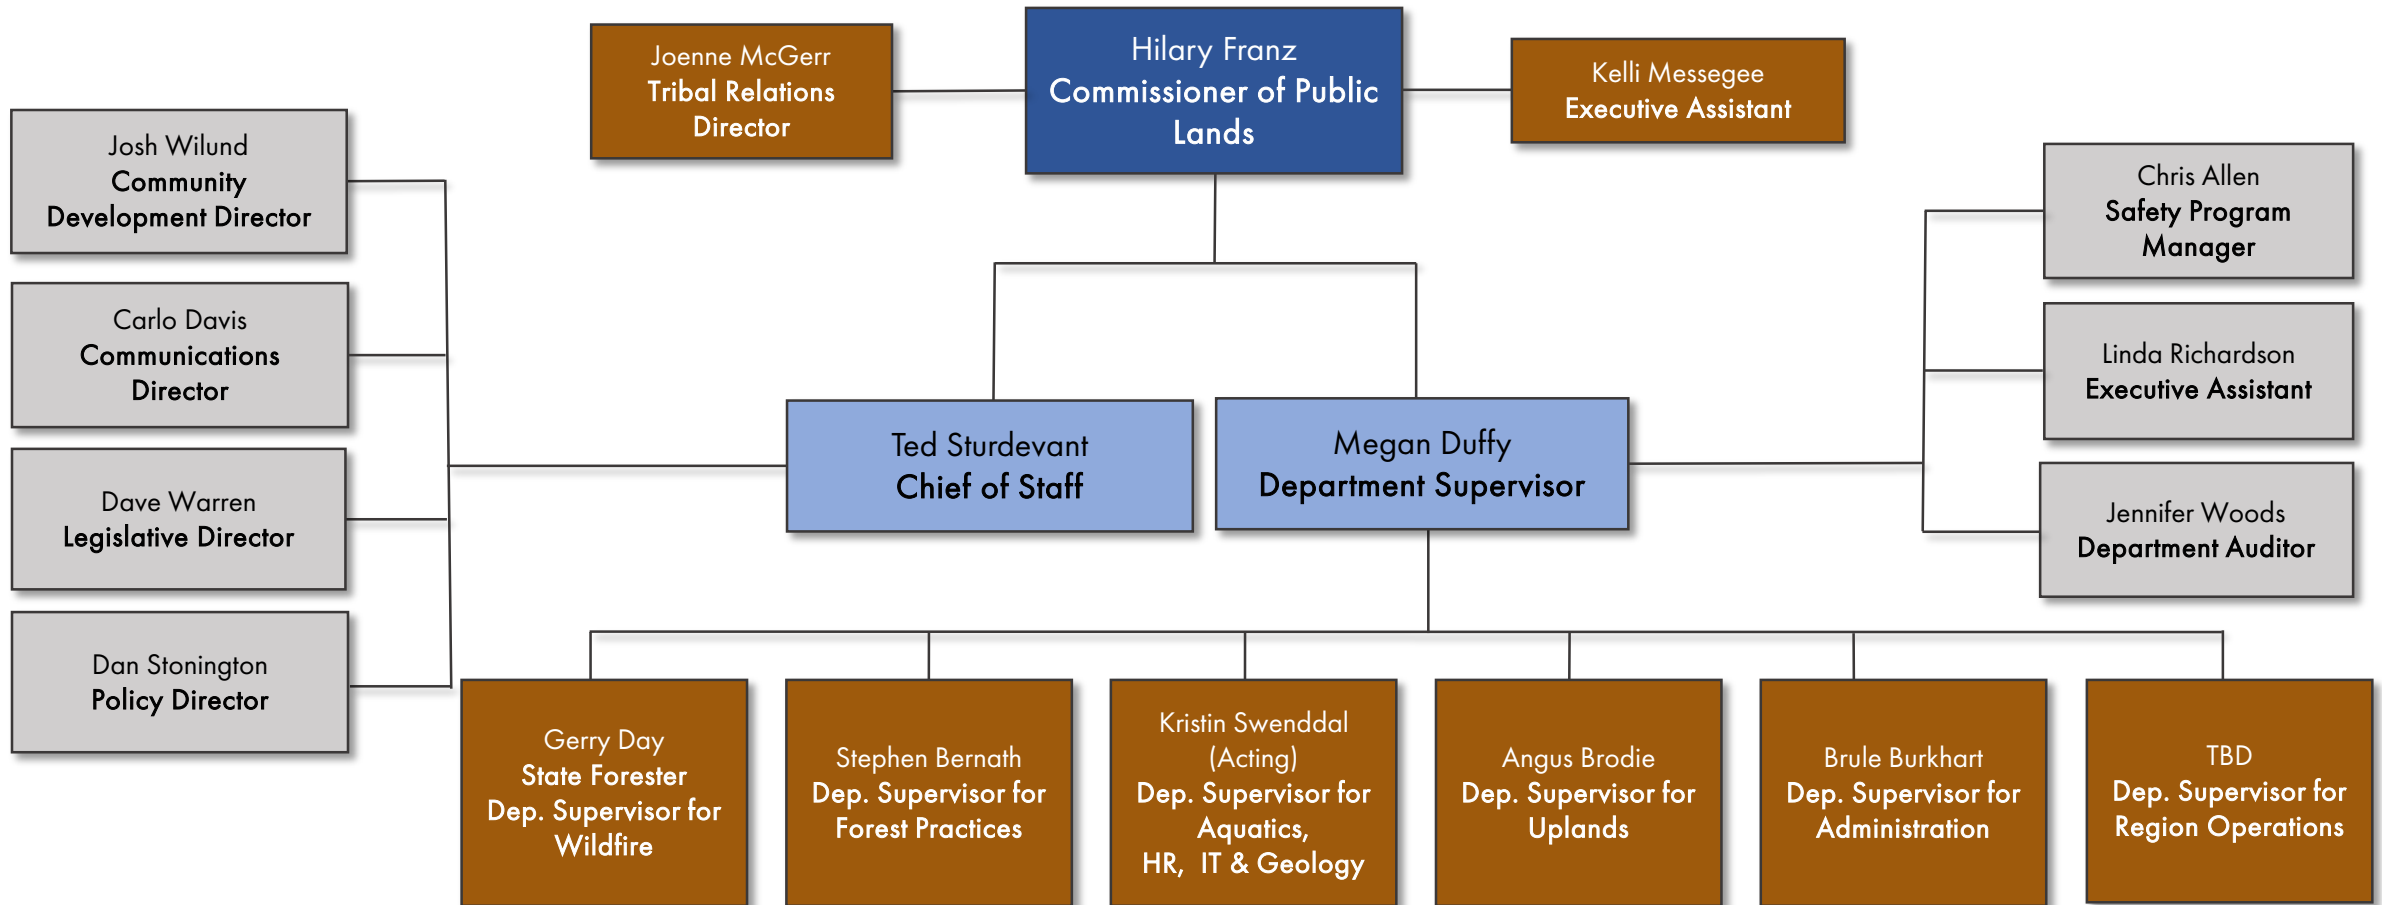 Joenne McGerr
Tribal Relations
Director
Hilary Franz
Commissioner of Public
Lands
Kelli Messegee
Executive Assistant
Josh Wilund
Community
Development Director
Carlo Davis
Communications
Director
Dave Warren
Legislative Director
Dan Stonington
Policy Director
Ted Sturdevant
Chief of Staff
Megan Duffy
Department Supervisor
Chris Allen
Safety Program
Manager
Linda Richardson
Executive Assistant
Jennifer Woods
Department Auditor
Gerry Day
State Forester
Dep. Supervisor for
Wildfire
Stephen Bernath
Dep. Supervisor for
Forest Practices
Kristin Swenddal
(Acting)
Dep. Supervisor for
Aquatics,
HR, IT & Geology
Angus Brodie
Dep. Supervisor for
Uplands
Brule Burkhart
Dep. Supervisor for
Administration
TBD
Dep. Supervisor for
Region Operations